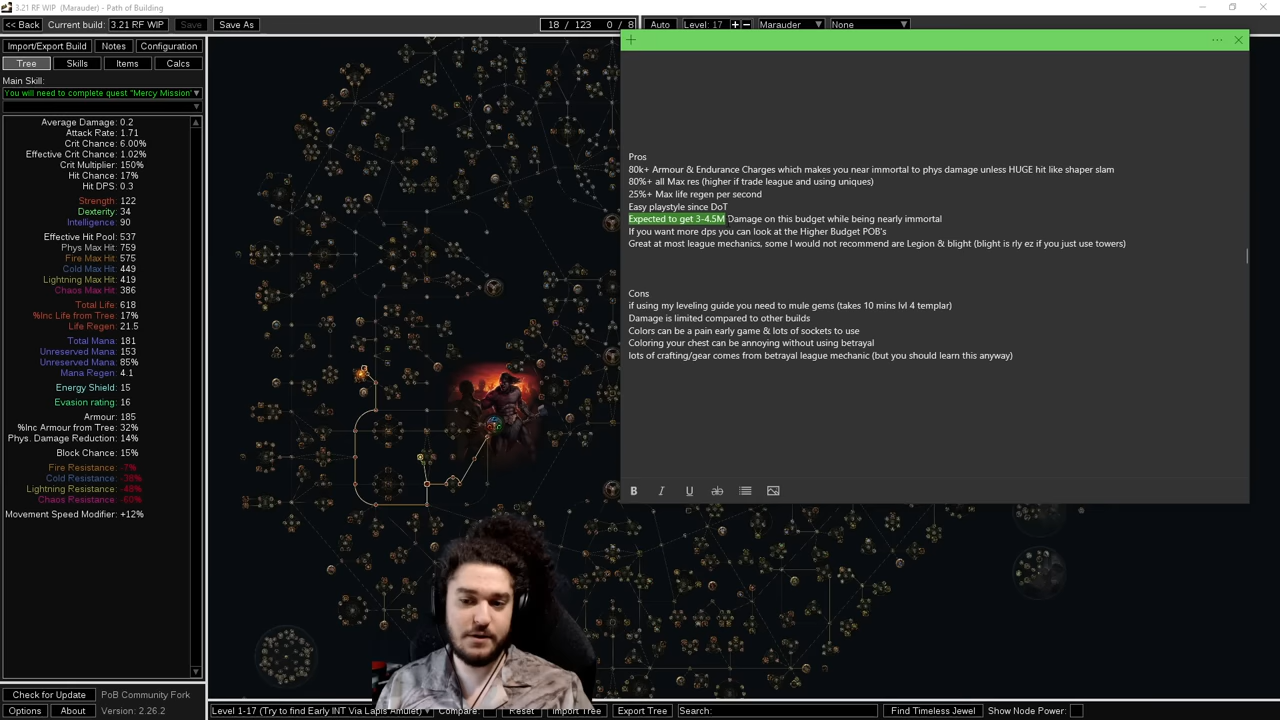 3.21 RF WIP (Marauder) - Path of Building
<< Back
Current build:
3.21 RF WIP
Save
Save As
18 / 123
0 / 8
Auto
Level: 17
+
Marauder
None
Import/Export Build
Notes
Configuration
Tree
Skills
Items
Calcs
Main Skill:
You will need to complete quest "Mercy Mission"
Average Damage: 0.2
Attack Rate: 1.71
Crit Chance: 6.00%
Effective Crit Chance: 1.02%
Crit Multiplier: 150%
Hit Chance: 17%
Hit DPS: 0.3
Strength: 122
Dexterity: 34
Intelligence: 90
Effective Hit Pool: 537
Phys Max Hit: 759
Fire Max Hit: 575
Cold Max Hit: 449
Lightning Max Hit: 419
Chaos Max Hit: 386
Total Life: 618
%Inc Life from Tree: 17%
Life Regen: 21.5
Total Mana: 181
Unreserved Mana: 153
Unreserved Mana: 85%
Mana Regen: 4.1
Energy Shield: 15
Evasion rating: 16
Armour: 185
%Inc Armour from Tree: 32%
Phys. Damage Reduction: 14%
Block Chance: 15%
Fire Resistance: -7%
Cold Resistance: -38%
Lightning Resistance: -48%
Chaos Resistance: -60%
Movement Speed Modifier: +12%
Pros
80k+ Armour & Endurance Charges which makes you near immortal to phys damage unless HUGE hit like shaper slam
80%+ all Max res (higher if trade league and using uniques)
25%+ Max life regen per second
Easy playstyle since DoT
Expected to get 3-4.5M Damage on this budget while being nearly immortal
If you want more dps you can look at the Higher Budget POB's
Great at most league mechanics, some I would not recommend are Legion & blight (blight is rly ez if you just use towers)
Cons
if using my leveling guide you need to mule gems (takes 10 mins lvl 4 templar)
Damage is limited compared to other builds
Colors can be a pain early game & lots of sockets to use
Coloring your chest can be annoying without using betrayal
lots of crafting/gear comes from betrayal league mechanic (but you should learn this anyway)
B I U ab
Check for Update
PoB Community Fork
Options
About
Version: 2.26.2
Level 1-17 (Try to find Early INT Via Lapis Amulet)
Compare:
Reset
Import Tree
Export Tree
Search:
Find Timeless Jewel
Show Node Power: